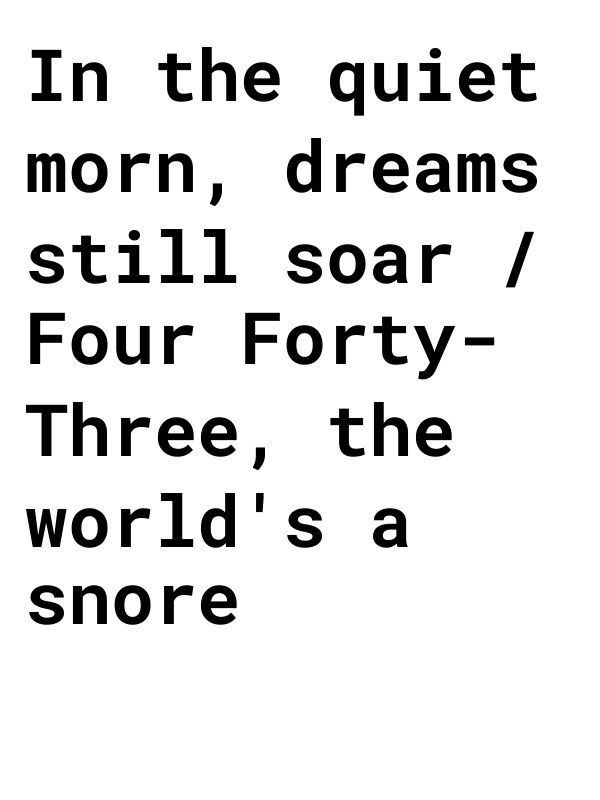 In the quiet
morn, dreams
still soar /
Four Forty-
Three, the
world's a
snore